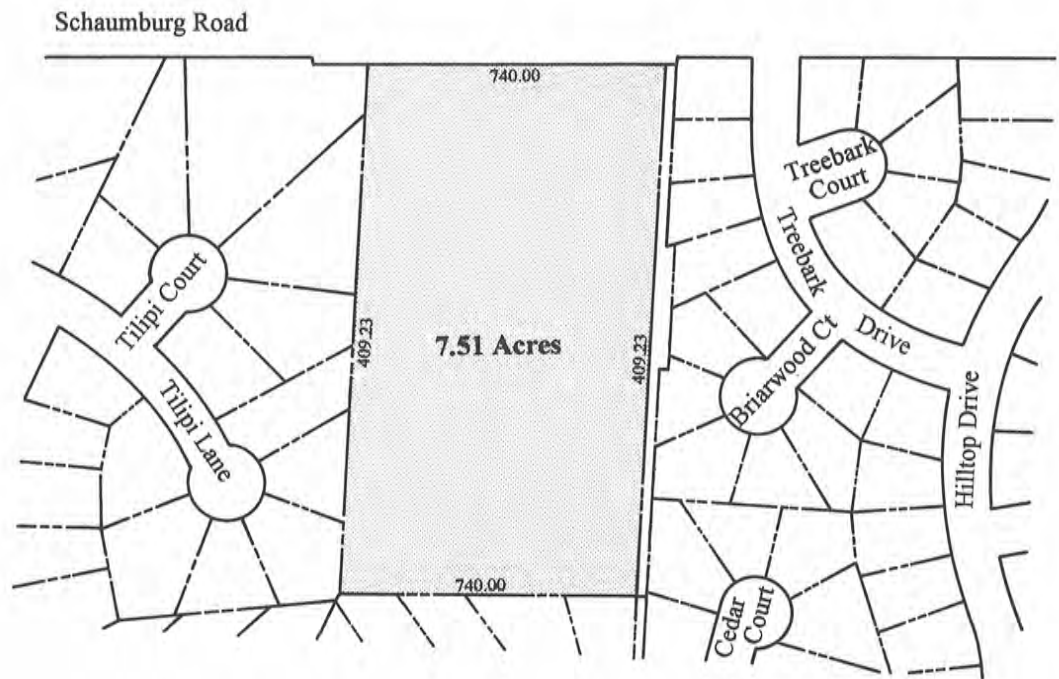 Schaumburg Road
740.00
Treebark
Court
Tilipi Court
Treebark
409.23
7.51 Acres
409.23
Drive
Briarwood Ct
Tilipi Lane
Hilltop Drive
740.00
Cedar
Court